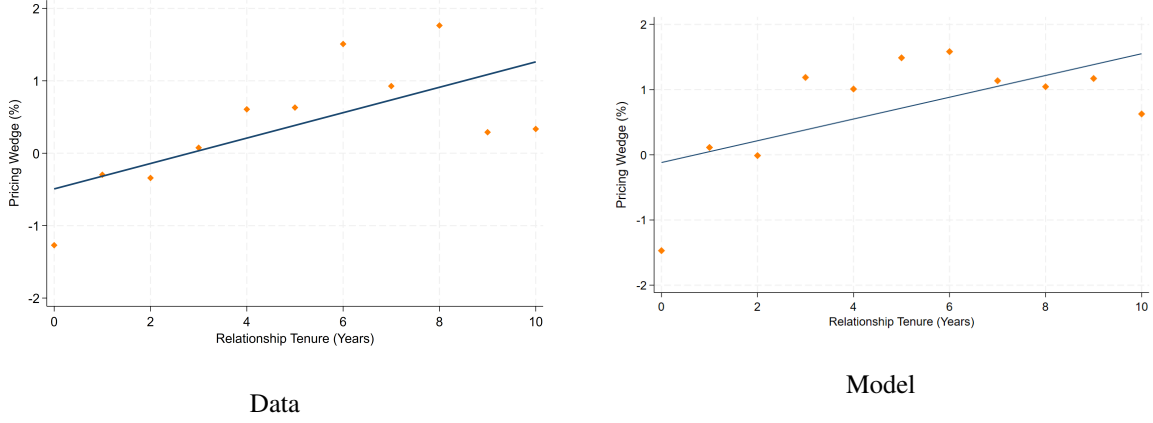 2
1
0
-1
-2
Pricing Wedge (%)
0 2 4 6 8 10
Relationship Tenure (Years)
Data
2
1
0
-1
-2
Pricing Wedge (%)
0 2 4 6 8 10
Relationship Tenure (Years)
Model